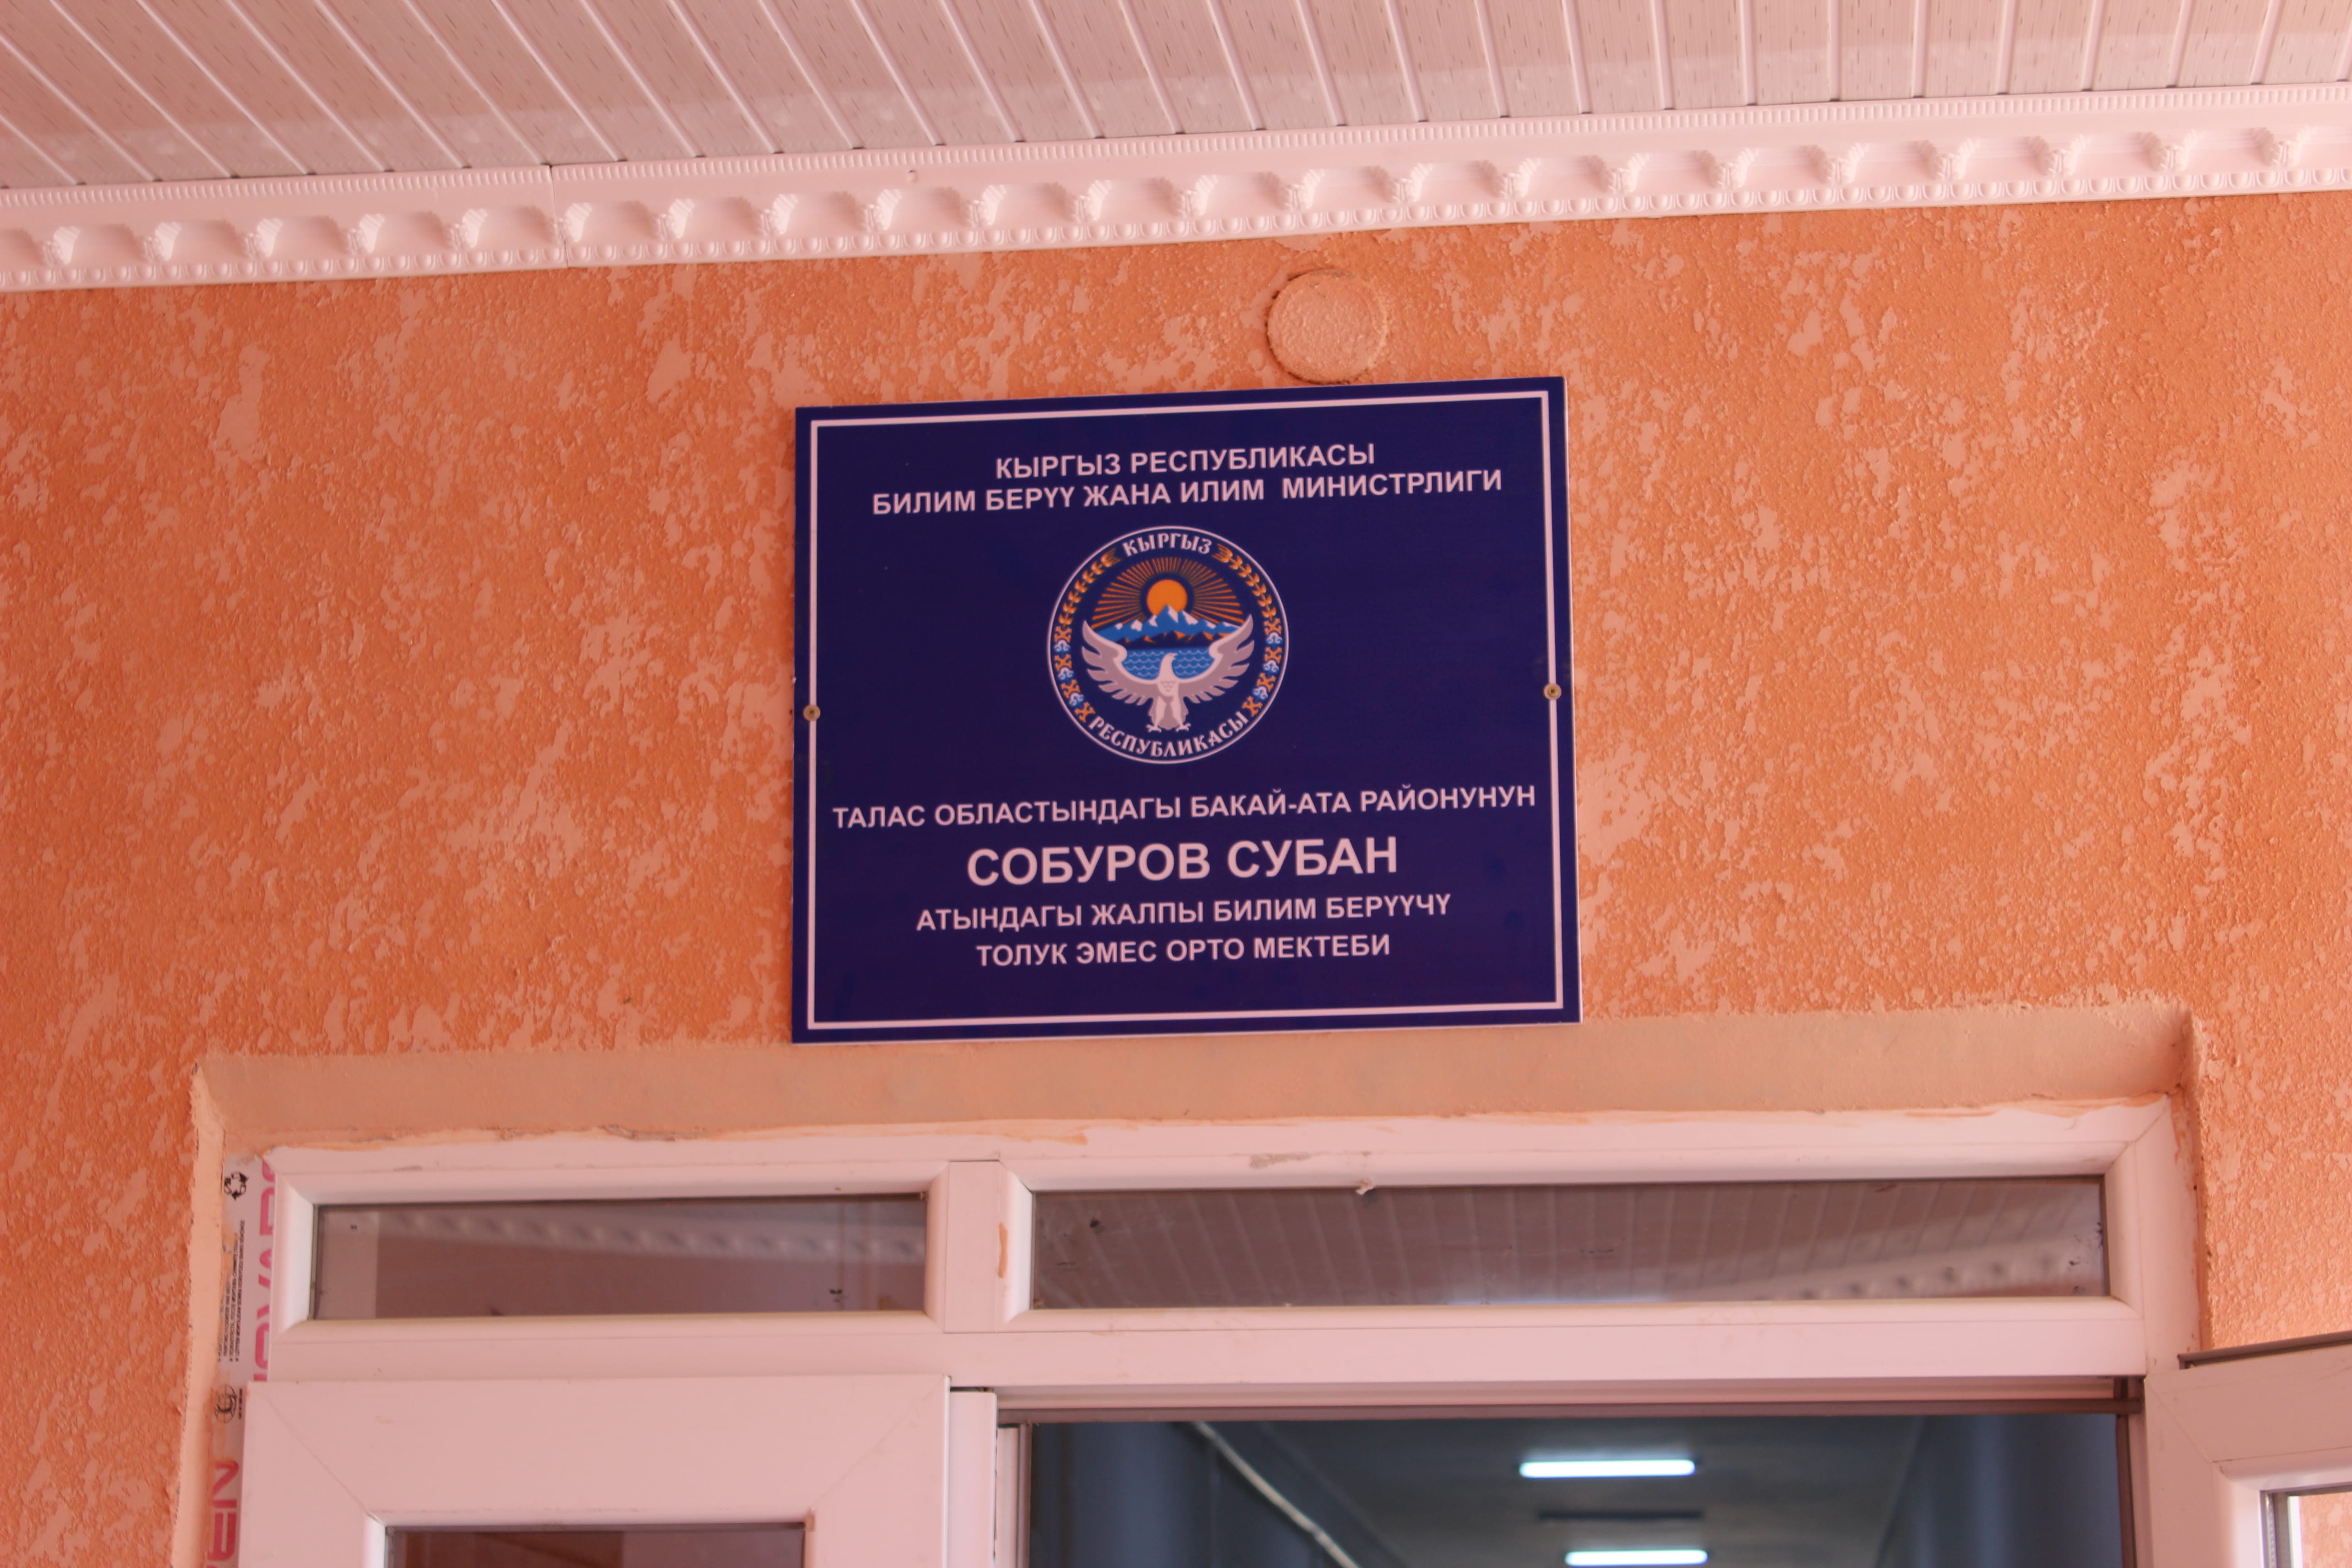 КЫРГЫЗ РЕСПУБЛИКАСЫ
БИЛИМ БЕРҮҮ ЖАНА ИЛИМ МИНИСТРЛИГИ
КЫРГЫЗ
РЕСПУБЛИКАСЫ
ТАЛАС ОБЛАСТЫНДАГЫ БАКАЙ-АТА РАЙОНУНУН
СОБУРОВ СУБАН
АТЫНДАГЫ ЖАЛПЫ БИЛИМ БЕРҮҮЧҮ
ТОЛУК ЭМЕС ОРТО МЕКТЕБИ